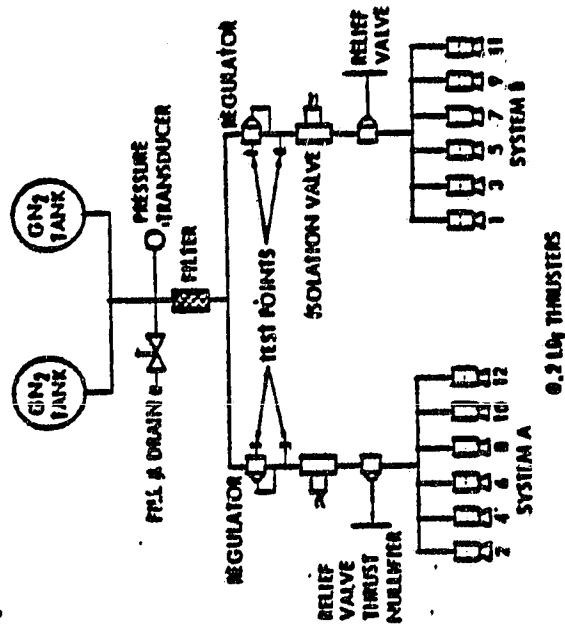 GN2
TANK
GN2
TANK
FILL & DRAIN
PRESSURE
TRANSDUCER
FILTER
REGULATOR
REGULATOR
TEST POINTS
ISOLATION VALVE
RELIEF
VALVE
THRUST
NULLIFIER
RELIEF
VALVE
2 4 6 8 10 12
SYSTEM A
1 3 5 7 9 11
SYSTEM B
0.2 LBf THRUSTERS